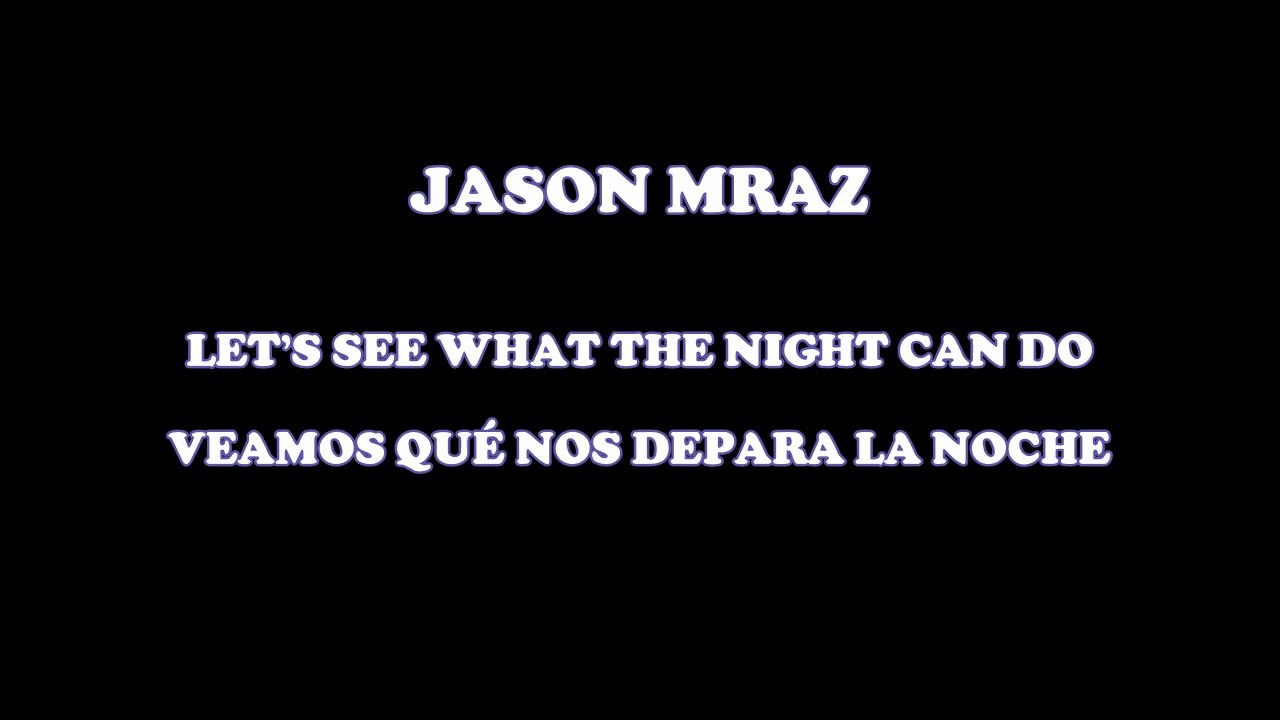 JASON MRAZ
LET’S SEE WHAT THE NIGHT CAN DO
VEAMOS QUÉ NOS DEPARA LA NOCHE